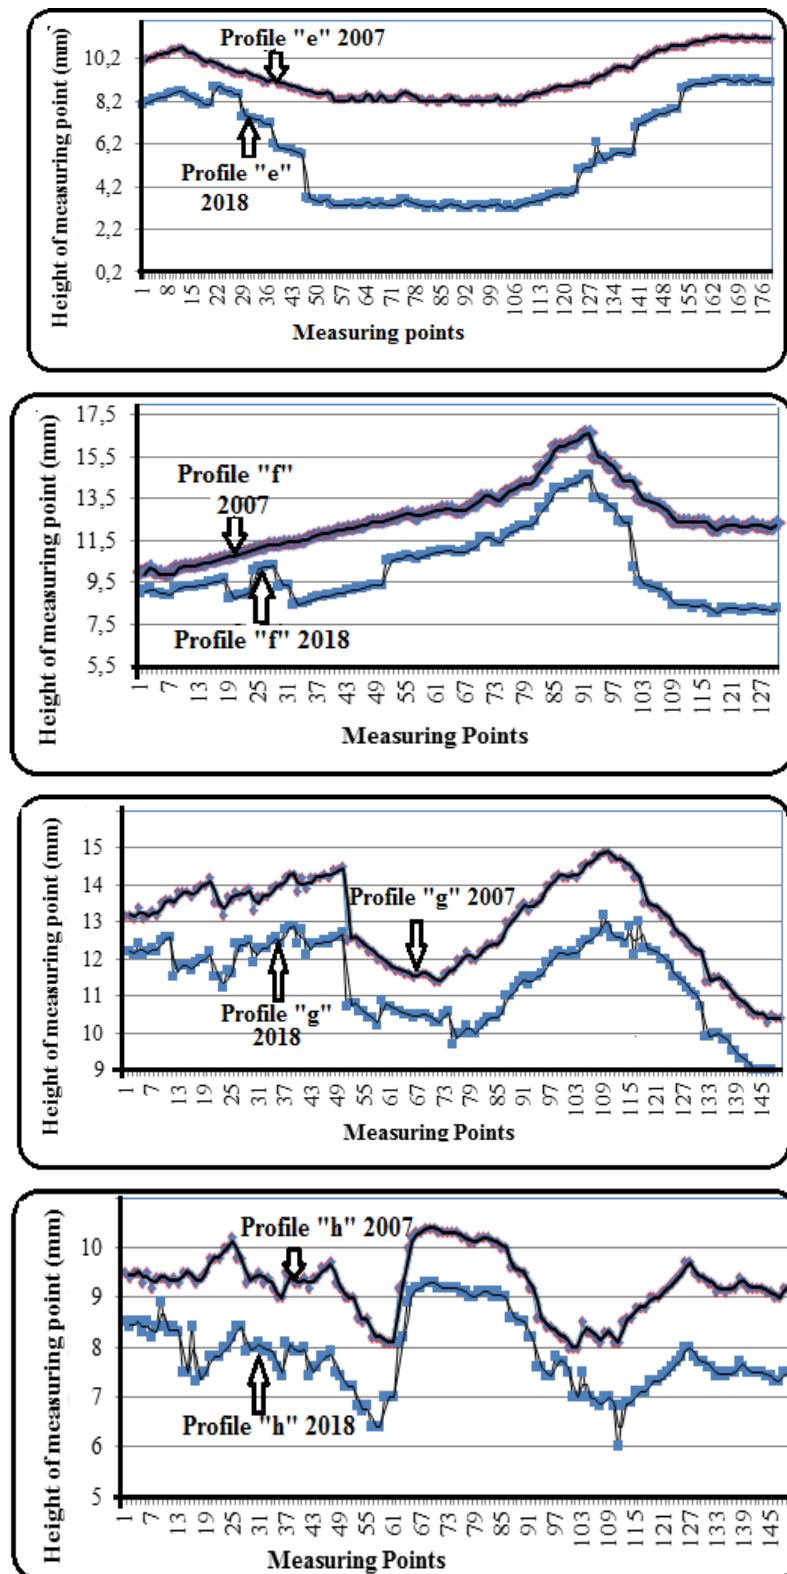 Height of measuring point (mm)
10,2
8,2
6,2
4,2
2,2
0,2
Profile "e" 2007
Profile "e"
2018
1 8 15 22 29 36 43 50 57 64 71 78 85 92 99 106 113 120 127 134 141 148 155 162 169 176
Measuring points
Height of measuring point (mm)
17,5
15,5
13,5
11,5
9,5
7,5
5,5
Profile "f"
2007
Profile "f" 2018
1 7 13 19 25 31 37 43 49 55 61 67 73 79 85 91 97 103 109 115 121 127
Measuring Points
Height of measuring point (mm)
15
14
13
12
11
10
9
Profile "g" 2007
Profile "g"
2018
1 7 13 19 25 31 37 43 49 55 61 67 73 79 85 91 97 103 109 115 121 127 133 139 145
Measuring Points
Height of measuring point (mm)
10
9
8
7
6
5
Profile "h" 2007
Profile "h" 2018
1 7 13 19 25 31 37 43 49 55 61 67 73 79 85 91 97 103 109 115 121 127 133 139 145
Measuring Points